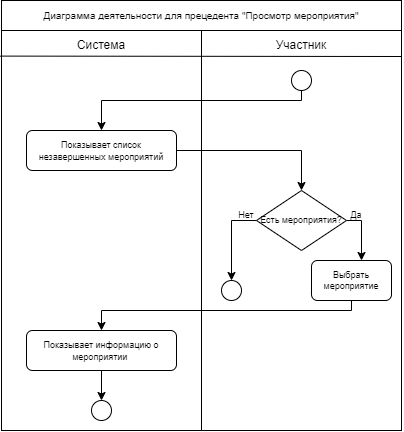 Диаграмма деятельности для прецедента "Просмотр мероприятия"
Система
Участник
Показывает список
незавершенных мероприятий
Есть мероприятия?
Нет
Да
Выбрать
мероприятие
Показывает информацию о
мероприятии